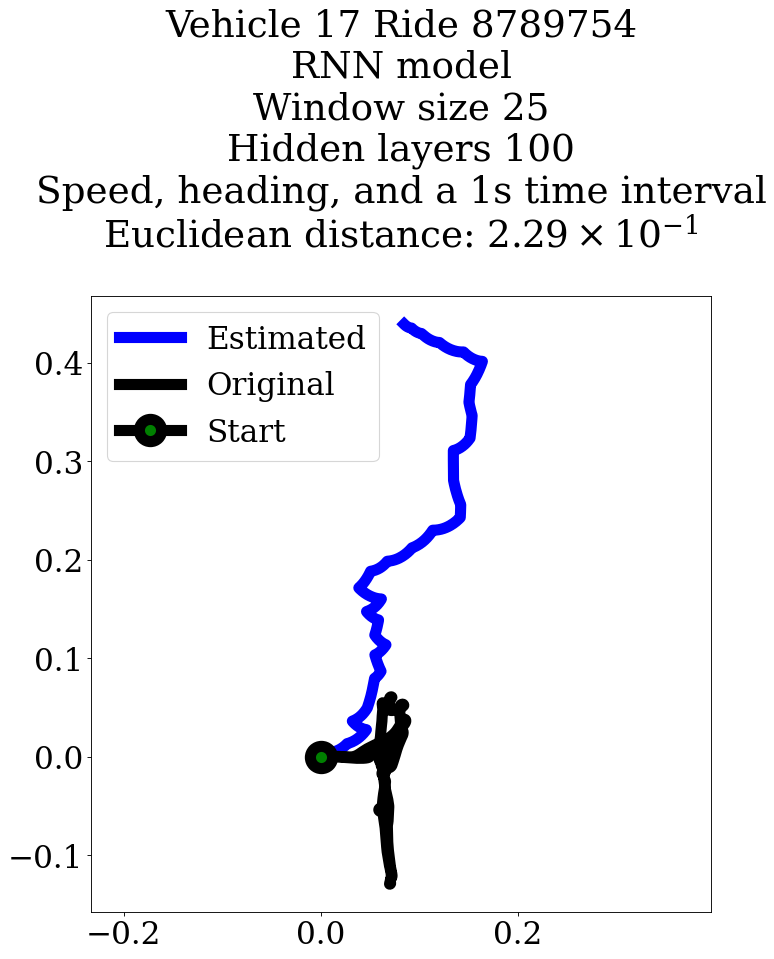 Vehicle 17 Ride 8789754
RNN model
Window size 25
Hidden layers 100
Speed, heading, and a 1s time interval
Euclidean distance: 2.29 × 10⁻¹
Estimated
Original
Start
0.4
0.3
0.2
0.1
0.0
−0.1
−0.2 0.0 0.2